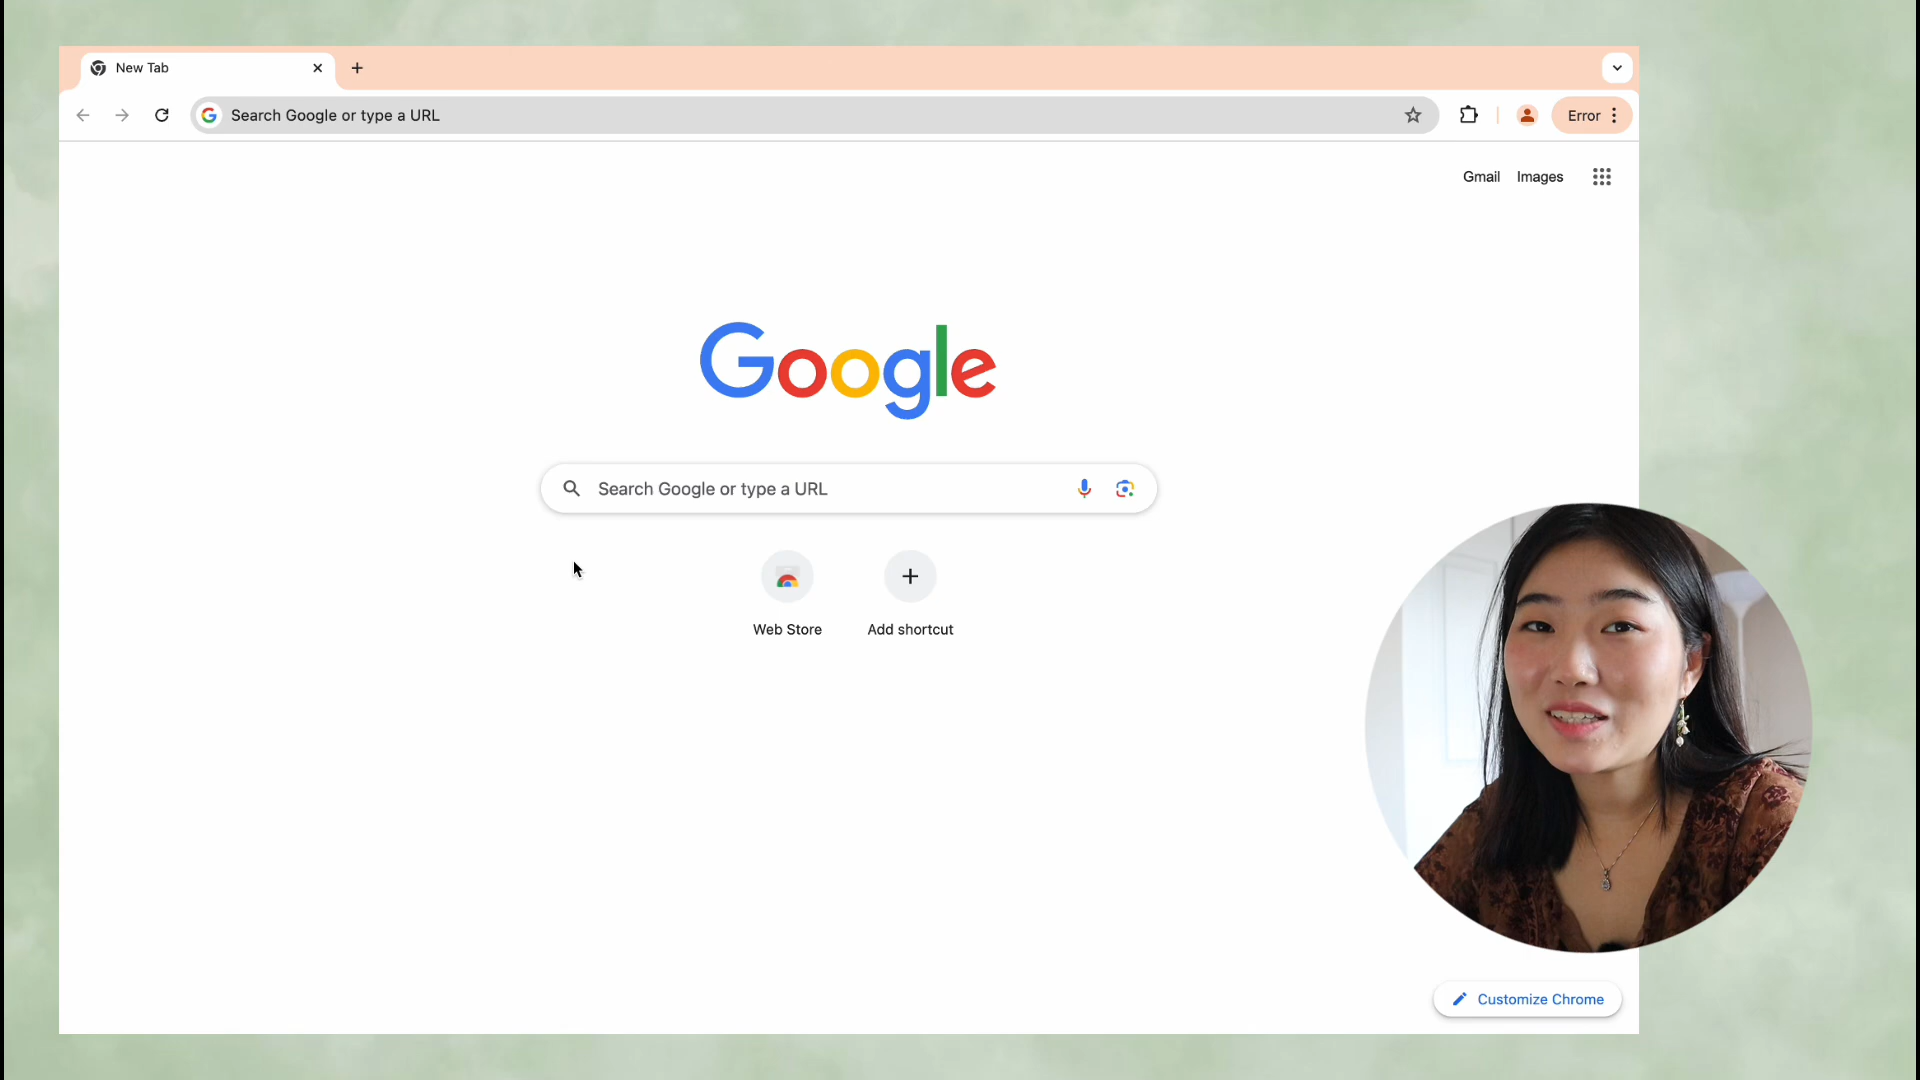 New Tab
Search Google or type a URL
Error
Gmail Images
Google
Search Google or type a URL
Web Store Add shortcut
Customize Chrome